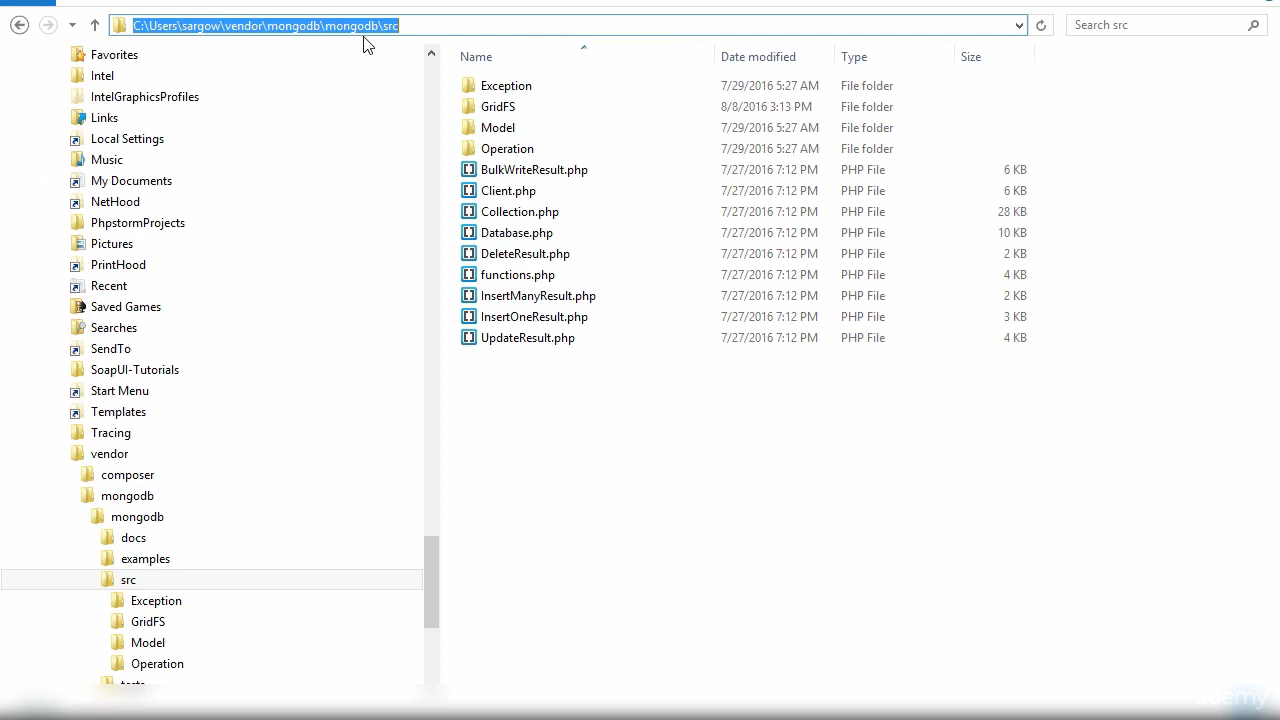 C:\Users\sargow\vendor\mongodb\mongodb\src
Search src
Favorites
Intel
IntelGraphicsProfiles
Links
Local Settings
Music
My Documents
NetHood
PhpstormProjects
Pictures
PrintHood
Recent
Saved Games
Searches
SendTo
SoapUI-Tutorials
Start Menu
Templates
Tracing
vendor
composer
mongodb
mongodb
docs
examples
src
Exception
GridFS
Model
Operation
Name Date modified Type Size
Exception 7/29/2016 5:27 AM File folder
GridFS 8/8/2016 3:13 PM File folder
Model 7/29/2016 5:27 AM File folder
Operation 7/29/2016 5:27 AM File folder
BulkWriteResult.php 7/27/2016 7:12 PM PHP File 6 KB
Client.php 7/27/2016 7:12 PM PHP File 6 KB
Collection.php 7/27/2016 7:12 PM PHP File 28 KB
Database.php 7/27/2016 7:12 PM PHP File 10 KB
DeleteResult.php 7/27/2016 7:12 PM PHP File 2 KB
functions.php 7/27/2016 7:12 PM PHP File 4 KB
InsertManyResult.php 7/27/2016 7:12 PM PHP File 2 KB
InsertOneResult.php 7/27/2016 7:12 PM PHP File 3 KB
UpdateResult.php 7/27/2016 7:12 PM PHP File 4 KB
udemy